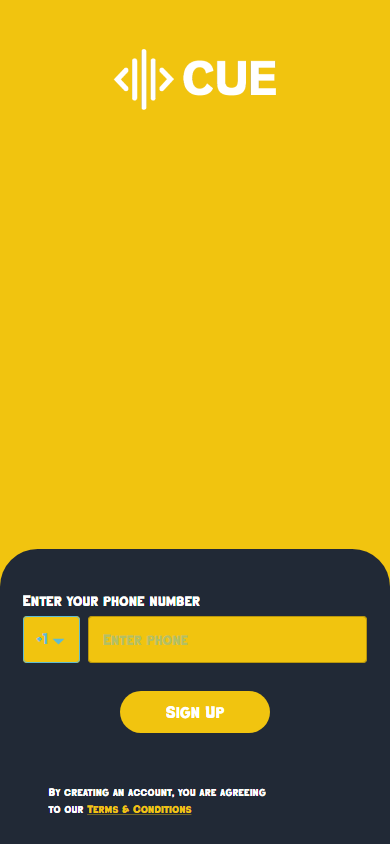 CUE
Enter your phone number
+1
Enter phone
Sign Up
By creating an account, you are agreeing
to our Terms & Conditions